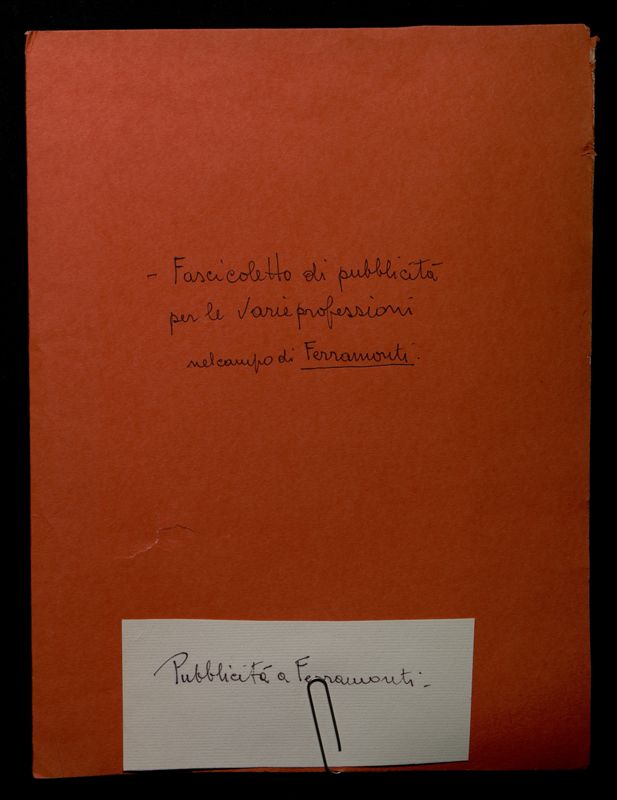 - Fascicoletto di pubblicità
per le varie professioni
nel campo di Ferramonti.
Pubblicità a Ferramonti -